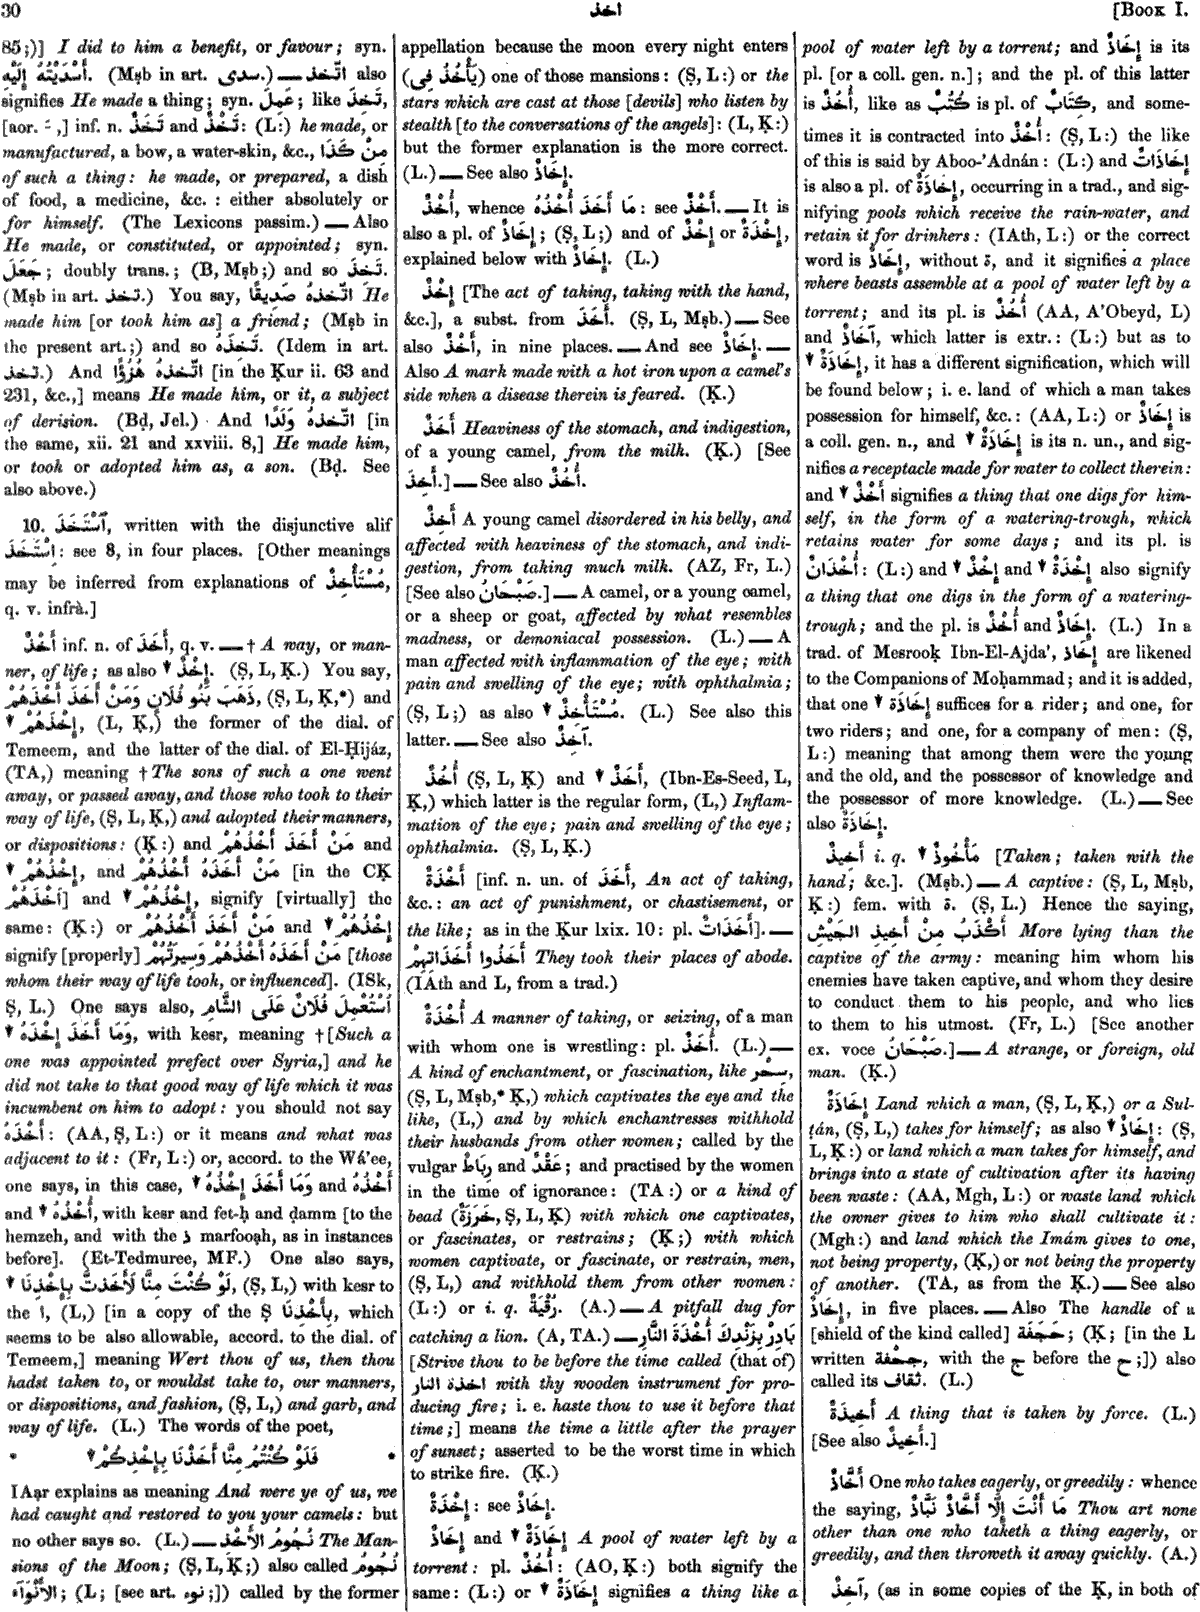 30
اخذ
[Book I.
85;)] I did to him a benefit, or favour; syn.
أَسْدَيْتُهُ إِلَيْهِ. (Mṣb in art. سدى.) — اتّخذ also
signifies He made a thing; syn. عَمِلَ; like تَخِذَ,
[aor. ـَ,] inf. n. تَخَذٌ and تَخْذٌ: (L:) he made, or
manufactured, a bow, a water-skin, &c., مِنْ كَذَا
of such a thing: he made, or prepared, a dish
of food, a medicine, &c.: either absolutely or
for himself. (The Lexicons passim.) — Also
He made, or constituted, or appointed; syn.
جَعَلَ; doubly trans.; (B, Mṣb;) and so تَخِذَ.
(Mṣb in art. تخذ.) You say, اتّخذهُ صَدِيقًا He
made him [or took him as] a friend; (Mṣb in
the present art.;) and so تَخِذَهُ. (Idem in art.
تخذ.) And اتّخذهُ هُزُؤًا [in the Ḳur ii. 63 and
231, &c.,] means He made him, or it, a subject
of derision. (Bḍ, Jel.) And اتّخذهُ وَلَدًا [in
the same, xii. 21 and xxviii. 8,] He made him,
or took or adopted him as, a son. (Bḍ. See
also above.)
10. ٱسْتَخَذَ, written with the disjunctive alif
اِسْتَخَذَ: see 8, in four places. [Other meanings
may be inferred from explanations of مُسْتَأْخِذٌ,
q. v. infrà.]
أَخْذٌ inf. n. of أَخَذَ, q. v. — † A way, or man-
ner, of life; as also ▼ إِخْذٌ. (Ṣ, L, Ḳ.) You say,
ذَهَبَ بَنُو فُلَانٍ وَمَنْ أَخَذَ أَخْذَهُمْ, (Ṣ, L, Ḳ,*) and
▼ إِخْذَهُمْ, (L, Ḳ,) the former of the dial. of
Temeem, and the latter of the dial. of El-Ḥijáz,
(TA,) meaning † The sons of such a one went
away, or passed away, and those who took to their
way of life, (Ṣ, L, Ḳ,) and adopted their manners,
or dispositions: (Ḳ:) and مَنْ أَخَذَ أَخْذُهُمْ and
▼ إِخْذُهُمْ, and مَنْ أَخَذَهُ أَخْذُهُمْ [in the CḲ
أَخْذَهُمْ] and ▼ إِخْذُهُمْ, signify [virtually] the
same: (Ḳ:) or مَنْ أَخَذَ أَخْذُهُمْ and ▼ إِخْذُهُمْ
signify [properly] مَنْ أَخَذَهُ أَخْذُهُمْ وَسِيرَتُهُمْ [those
whom their way of life took, or influenced]. (ISk,
Ṣ, L.) One says also, اُسْتُعْمِلَ فُلَانٌ عَلَى الشَّامِ
▼ وَمَا أَخَذَ إِخْذَهُ, with kesr, meaning † [Such a
one was appointed prefect over Syria,] and he
did not take to that good way of life which it was
incumbent on him to adopt: you should not say
أَخْذَهُ: (AA, Ṣ, L:) or it means and what was
adjacent to it: (Fr, L:) or, accord. to the Wá'ee,
one says, in this case, ▼ وَمَا أَخَذَ إِخْذُهُ and أَخْذُهُ
and ▼ أُخْذُهُ, with kesr and fet-ḥ and ḍamm [to the
hemzeh, and with the ذ marfooạh, as in instances
before]. (Et-Tedmuree, MF.) One also says,
▼ لَوْ كُنْتَ مِنَّا لَأَخَذْتَ بِإِخْذِنَا, (Ṣ, L,) with kesr to
the ا, (L,) [in a copy of the Ṣ بِأَخْذِنَا, which
seems to be also allowable, accord. to the dial. of
Temeem,] meaning Wert thou of us, then thou
hadst taken to, or wouldst take to, our manners,
or dispositions, and fashion, (Ṣ, L,) and garb, and
way of life. (L.) The words of the poet,
* فَلَوْ كُنْتُمُ مِنَّا أَخَذْنَا بِإِخْذِكُمْ ▼ *
IAạr explains as meaning And were ye of us, we
had caught and restored to you your camels: but
no other says so. (L.) — نُجُومُ الأَخْذِ The Man-
sions of the Moon; (Ṣ, L, Ḳ;) also called نُجُومُ
الأَنْوَآءِ; (L; [see art. نوء;]) called by the former
appellation because the moon every night enters
(يَأْخُذُ فِى) one of those mansions: (Ṣ, L:) or the
stars which are cast at those [devils] who listen by
stealth [to the conversations of the angels]: (L, Ḳ:)
but the former explanation is the more correct.
(L.) — See also إِخَاذٌ.
أُخْذٌ, whence مَا أَخَذَ أُخْذُهُ: see أَخْذٌ. — It is
also a pl. of إِخَاذٌ; (Ṣ, L;) and of إِخْذٌ or إِخْذَةٌ,
explained below with إِخَاذٌ. (L.)
إِخْذٌ [The act of taking, taking with the hand,
&c.], a subst. from أَخَذَ. (Ṣ, L, Mṣb.) — See
also أَخْذٌ, in nine places. — And see إِخَاذٌ. —
Also A mark made with a hot iron upon a camel's
side when a disease therein is feared. (Ḳ.)
أَخَذٌ Heaviness of the stomach, and indigestion,
of a young camel, from the milk. (Ḳ.) [See
أَخِذَ.] — See also أُخُذٌ.
أَخِذٌ A young camel disordered in his belly, and
affected with heaviness of the stomach, and indi-
gestion, from taking much milk. (AZ, Fr, L.)
[See also صَبْحَانُ.] — A camel, or a young camel,
or a sheep or goat, affected by what resembles
madness, or demoniacal possession. (L.) — A
man affected with inflammation of the eye; with
pain and swelling of the eye; with ophthalmia;
(Ṣ, L;) as also ▼ مُسْتَأْخِذٌ. (L.) See also this
latter. — See also آخِذٌ.
أُخُذٌ (Ṣ, L, Ḳ) and ▼ أَخَذٌ, (Ibn-Es-Seed, L,
Ḳ,) which latter is the regular form, (L,) Inflam-
mation of the eye; pain and swelling of the eye;
ophthalmia. (Ṣ, L, Ḳ.)
أَخْذَةٌ [inf. n. un. of أَخَذَ, An act of taking,
&c.: an act of punishment, or chastisement, or
the like; as in the Ḳur lxix. 10: pl. أَخَذَاتٌ]. —
أَخَذُوا أَخَذَاتِهِمْ They took their places of abode.
(IAth and L, from a trad.)
أُخْذَةٌ A manner of taking, or seizing, of a man
with whom one is wrestling: pl. أُخَذٌ. (L.) —
A kind of enchantment, or fascination, like سِحْرٌ,
(Ṣ, L, Mṣb,* Ḳ,) which captivates the eye and the
like, (L,) and by which enchantresses withhold
their husbands from other women; called by the
vulgar رِبَاطٌ and عَقْدٌ; and practised by the women
in the time of ignorance: (TA:) or a kind of
bead (خَرَزَةٌ, Ṣ, L, Ḳ) with which one captivates,
or fascinates, or restrains; (Ḳ;) with which
women captivate, or fascinate, or restrain, men,
(Ṣ, L,) and withhold them from other women:
(L:) or i. q. رُقْيَةٌ. (A.) — A pitfall dug for
catching a lion. (A, TA.) — بَادِرْ بِزَنْدِكَ أُخْذَةَ النَّارِ
[Strive thou to be before the time called (that of)
اخذة النار with thy wooden instrument for pro-
ducing fire; i. e. haste thou to use it before that
time;] means the time a little after the prayer
of sunset; asserted to be the worst time in which
to strike fire. (Ḳ.)
إِخْذَةٌ: see إِخَاذٌ.
إِخَاذٌ and ▼ إِخَاذَةٌ A pool of water left by a
torrent: pl. أُخُذٌ: (AO, Ḳ:) both signify the
same: (L:) or ▼ إِخَاذَةٌ signifies a thing like a
pool of water left by a torrent; and إِخَاذٌ is its
pl. [or a coll. gen. n.]; and the pl. of this latter
is أُخُذٌ, like as كُتُبٌ is pl. of كِتَابٌ, and some-
times it is contracted into أُخْذٌ: (Ṣ, L:) the like
of this is said by Aboo-'Adnán: (L:) and إِخَاذَاتٌ
is also a pl. of إِخَاذَةٌ, occurring in a trad., and sig-
nifying pools which receive the rain-water, and
retain it for drinkers: (IAth, L:) or the correct
word is إِخَاذٌ, without ة, and it signifies a place
where beasts assemble at a pool of water left by a
torrent; and its pl. is أُخُذٌ (AA, A'Obeyd, L)
and آخَاذٌ, which latter is extr.: (L:) but as to
▼ إِخَاذَةٌ, it has a different signification, which will
be found below; i. e. land of which a man takes
possession for himself, &c.: (AA, L:) or إِخَاذٌ is
a coll. gen. n., and ▼ إِخَاذَةٌ is its n. un., and sig-
nifies a receptacle made for water to collect therein:
and ▼ أَخْذٌ signifies a thing that one digs for him-
self, in the form of a watering-trough, which
retains water for some days; and its pl. is
أُخْذَانٌ: (L:) and ▼ إِخْذٌ and ▼ إِخْذَةٌ also signify
a thing that one digs in the form of a watering-
trough; and the pl. is أُخْذٌ and إِخَاذٌ. (L.) In a
trad. of Mesrooḳ Ibn-El-Ajda', إِخَاذ are likened
to the Companions of Moḥammad; and it is added,
that one ▼ إِخَاذَة suffices for a rider; and one, for
two riders; and one, for a company of men: (Ṣ,
L:) meaning that among them were the young
and the old, and the possessor of knowledge and
the possessor of more knowledge. (L.) — See
also إِخَاذَةٌ.
أَخِيذٌ i. q. ▼ مَأْخُوذٌ [Taken; taken with the
hand; &c.]. (Mṣb.) — A captive: (Ṣ, L, Mṣb,
Ḳ:) fem. with ة. (Ṣ, L.) Hence the saying,
أَكْذَبُ مِنْ أَخِيذِ الجَيْشِ More lying than the
captive of the army: meaning him whom his
enemies have taken captive, and whom they desire
to conduct them to his people, and who lies
to them to his utmost. (Fr, L.) [See another
ex. voce صَبْحَانُ.] — A strange, or foreign, old
man. (Ḳ.)
إِخَاذَةٌ Land which a man, (Ṣ, L, Ḳ,) or a Sul-
ṭán, (Ṣ, L,) takes for himself; as also ▼ إِخَاذٌ: (Ṣ,
L, Ḳ:) or land which a man takes for himself, and
brings into a state of cultivation after its having
been waste: (AA, Mgh, L:) or waste land which
the owner gives to him who shall cultivate it:
(Mgh:) and land which the Imám gives to one,
not being property, (Ḳ,) or not being the property
of another. (TA, as from the Ḳ.) — See also
إِخَاذٌ, in five places. — Also The handle of a
[shield of the kind called] حَجَفَة; (Ḳ; [in the L
written جحْفة, with the ج before the ح;]) also
called its ثقاف. (L.)
أَخِيذَةٌ A thing that is taken by force. (L.)
[See also أَخِيذٌ.]
أَخَّاذٌ One who takes eagerly, or greedily: whence
the saying, مَا أَنْتَ إِلَّا أَخَّاذٌ نَبَّاذٌ Thou art none
other than one who taketh a thing eagerly, or
greedily, and then throweth it away quickly. (A.)
آخِذٌ, (as in some copies of the Ḳ, in both of